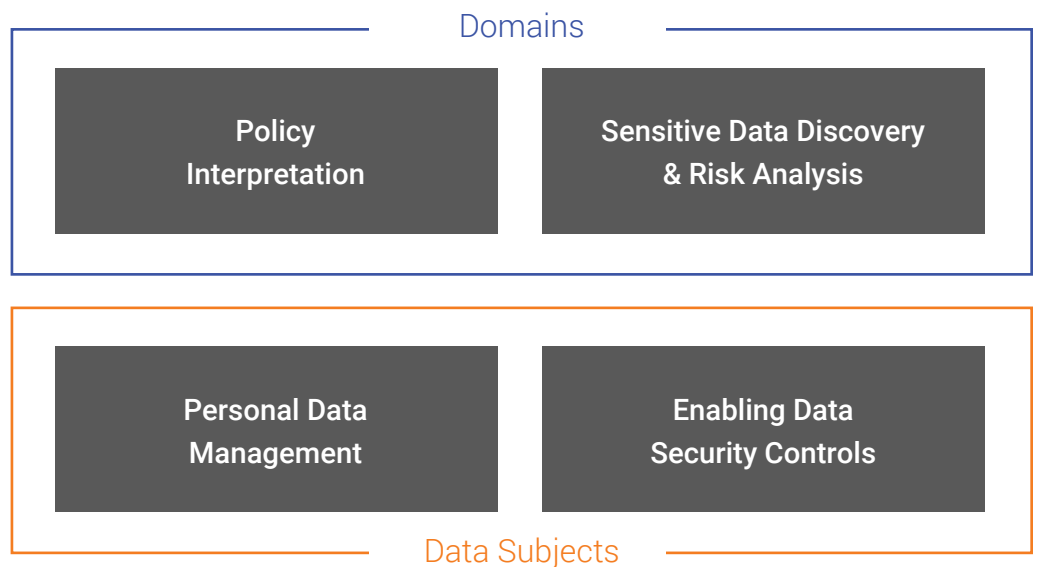 Domains
Policy
Interpretation
Sensitive Data Discovery
& Risk Analysis
Personal Data
Management
Enabling Data
Security Controls
Data Subjects